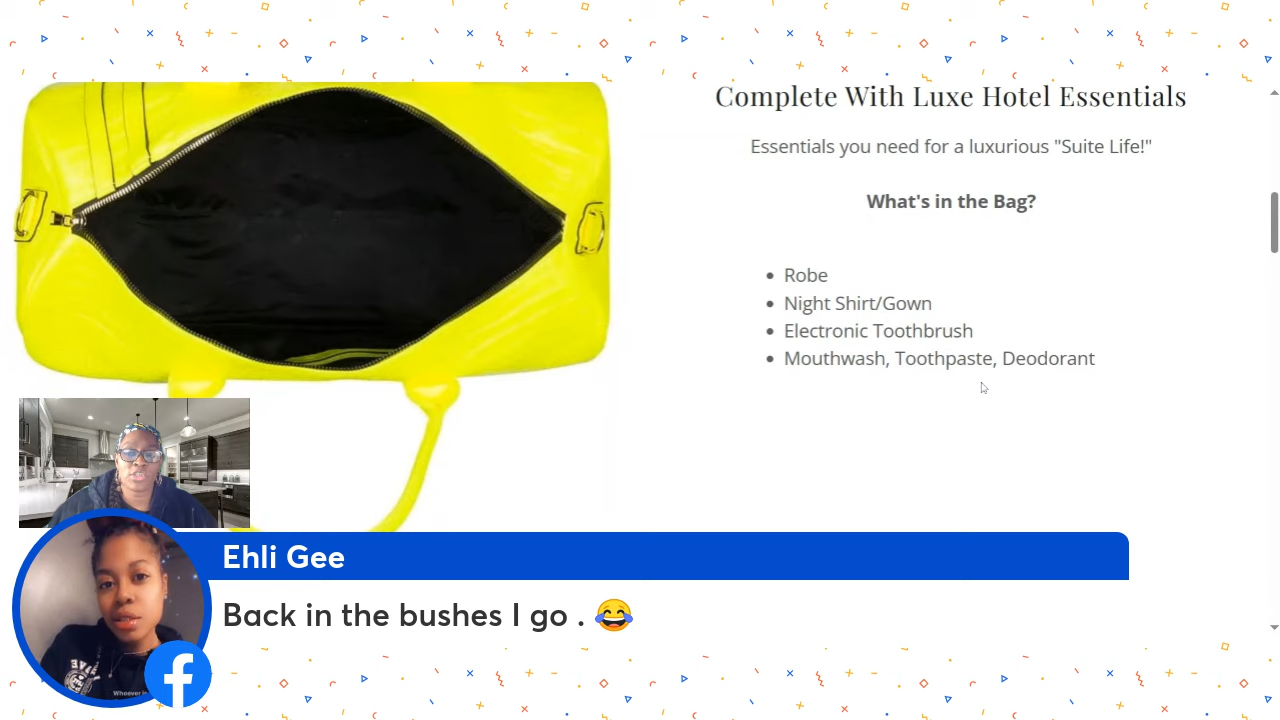 Complete With Luxe Hotel Essentials
Essentials you need for a luxurious "Suite Life!"
What's in the Bag?
Robe
Night Shirt/Gown
Electronic Toothbrush
Mouthwash, Toothpaste, Deodorant
Ehli Gee
Back in the bushes I go . 😂